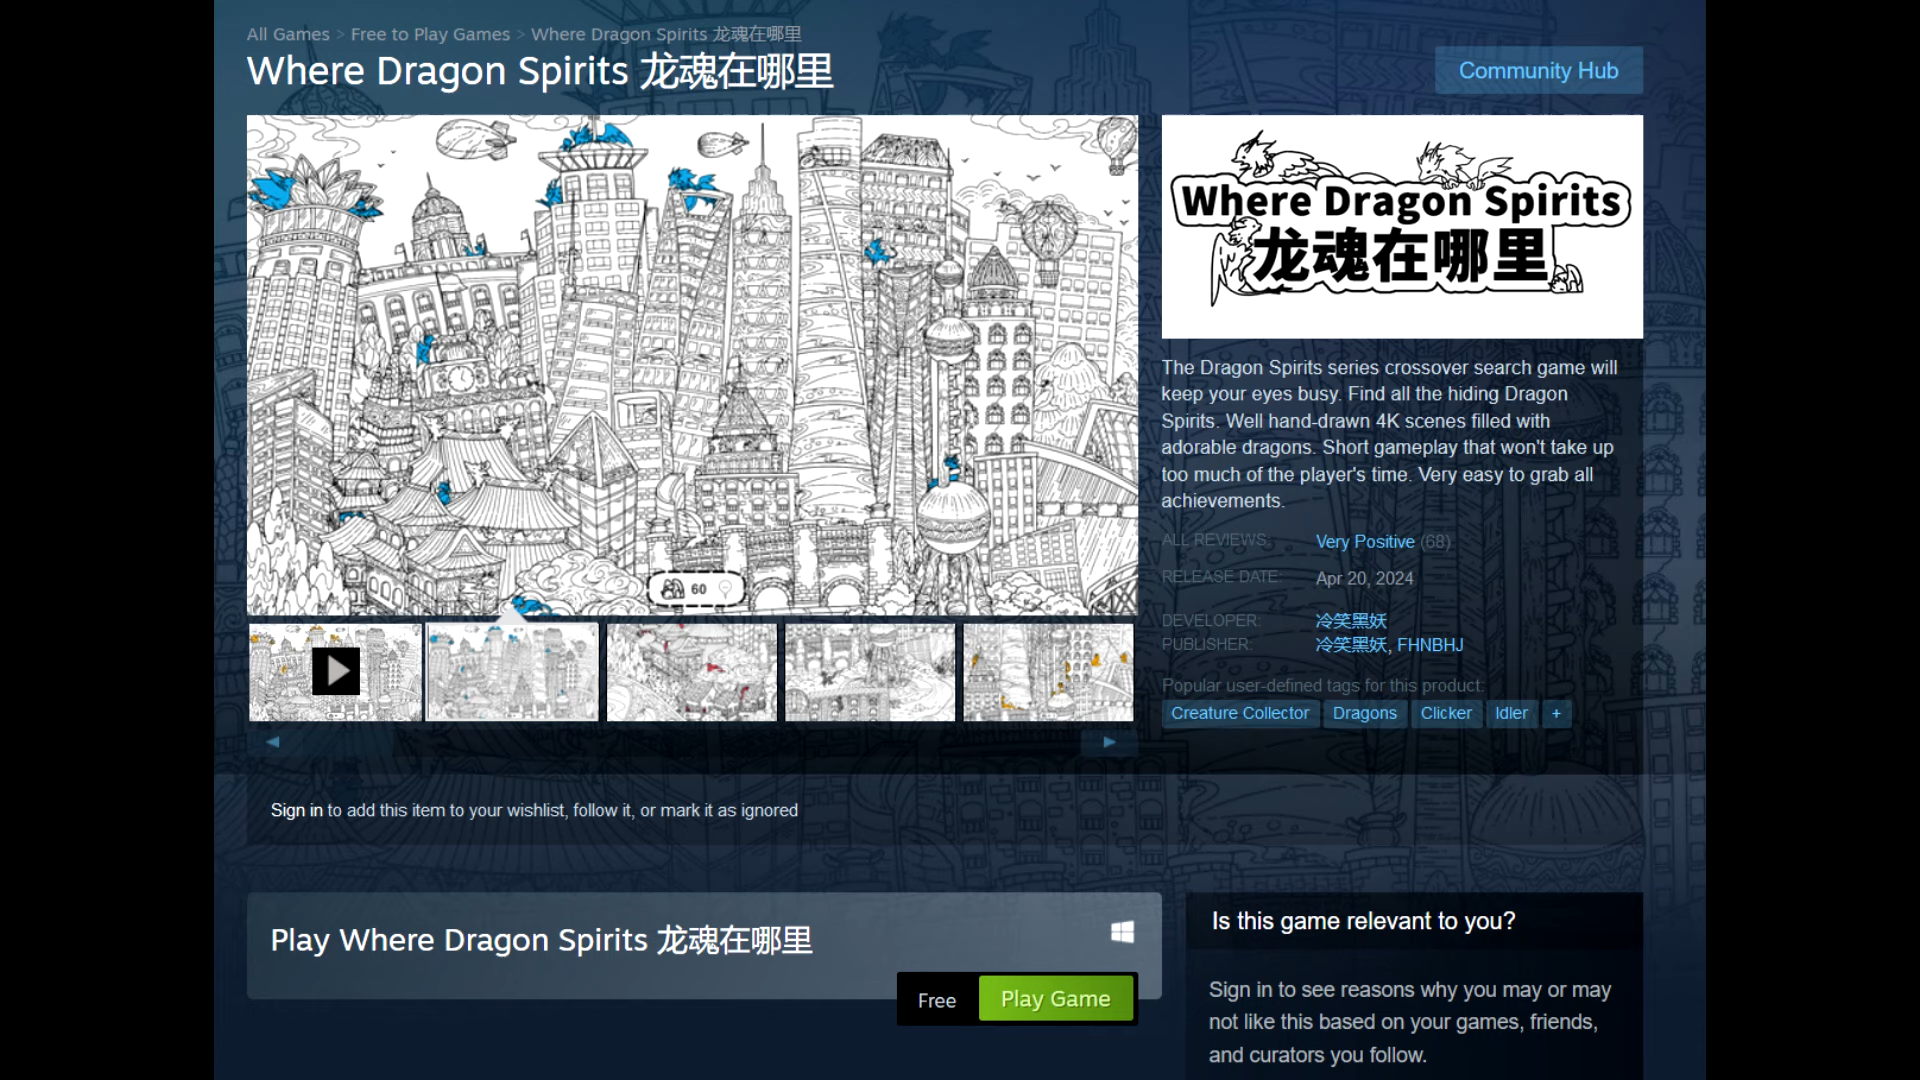 All Games > Free to Play Games > Where Dragon Spirits 龙魂在哪里
Where Dragon Spirits 龙魂在哪里
Community Hub
60
Where Dragon Spirits
龙魂在哪里
The Dragon Spirits series crossover search game will
keep your eyes busy. Find all the hiding Dragon
Spirits. Well hand-drawn 4K scenes filled with
adorable dragons. Short gameplay that won't take up
too much of the player's time. Very easy to grab all
achievements.
ALL REVIEWS: Very Positive (68)
RELEASE DATE: Apr 20, 2024
DEVELOPER: 冷笑黑妖
PUBLISHER: 冷笑黑妖, FHNBHJ
Popular user-defined tags for this product:
Creature Collector Dragons Clicker Idler +
Sign in to add this item to your wishlist, follow it, or mark it as ignored
Play Where Dragon Spirits 龙魂在哪里
Free Play Game
Is this game relevant to you?
Sign in to see reasons why you may or may
not like this based on your games, friends,
and curators you follow.